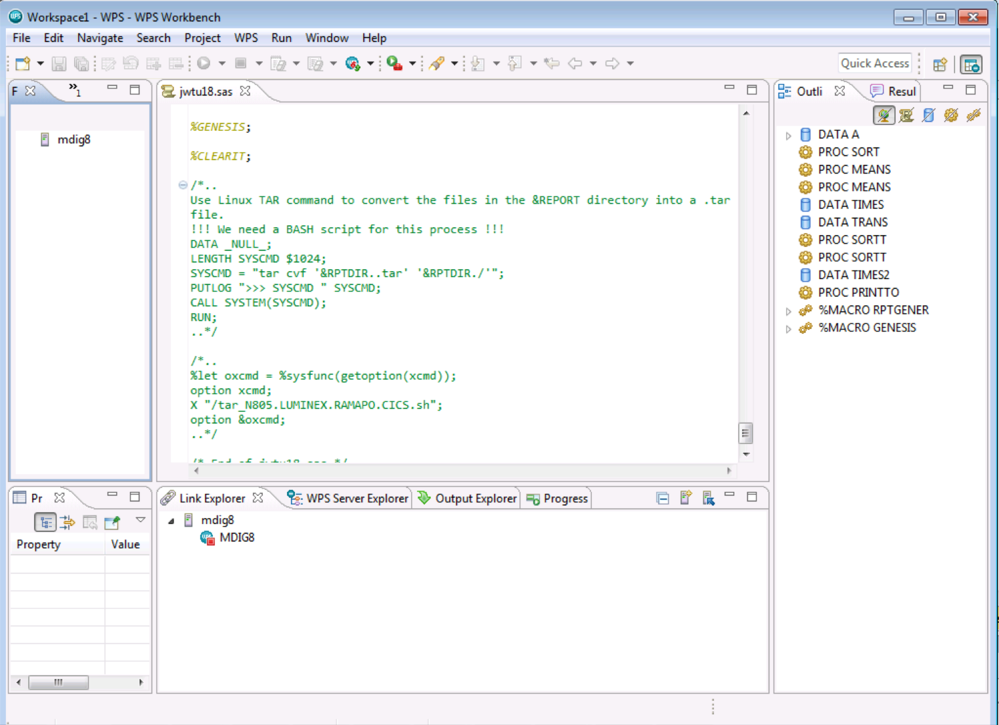 Workspace1 - WPS - WPS Workbench
File Edit Navigate Search Project WPS Run Window Help
Quick Access
F
»1
jwtu18.sas
Outli
Resul
mdig8
%GENESIS;
%CLEARIT;
/*..
Use Linux TAR command to convert the files in the &REPORT directory into a .tar
file.
!!! We need a BASH script for this process !!!
DATA _NULL_;
LENGTH SYSCMD $1024;
SYSCMD = "tar cvf '&RPTDIR..tar' '&RPTDIR./'";
PUTLOG ">>> SYSCMD " SYSCMD;
CALL SYSTEM(SYSCMD);
RUN;
..*/
/*..
%let oxcmd = %sysfunc(getoption(xcmd));
option xcmd;
X "/tar_N805.LUMINEX.RAMAPO.CICS.sh";
option &oxcmd;
..*/
/* End of jwtu18.sas */
DATA A
PROC SORT
PROC MEANS
PROC MEANS
DATA TIMES
DATA TRANS
PROC SORTT
PROC SORTT
DATA TIMES2
PROC PRINTTO
%MACRO RPTGENER
%MACRO GENESIS
Pr
Property Value
Link Explorer
WPS Server Explorer
Output Explorer
Progress
mdig8
MDIG8